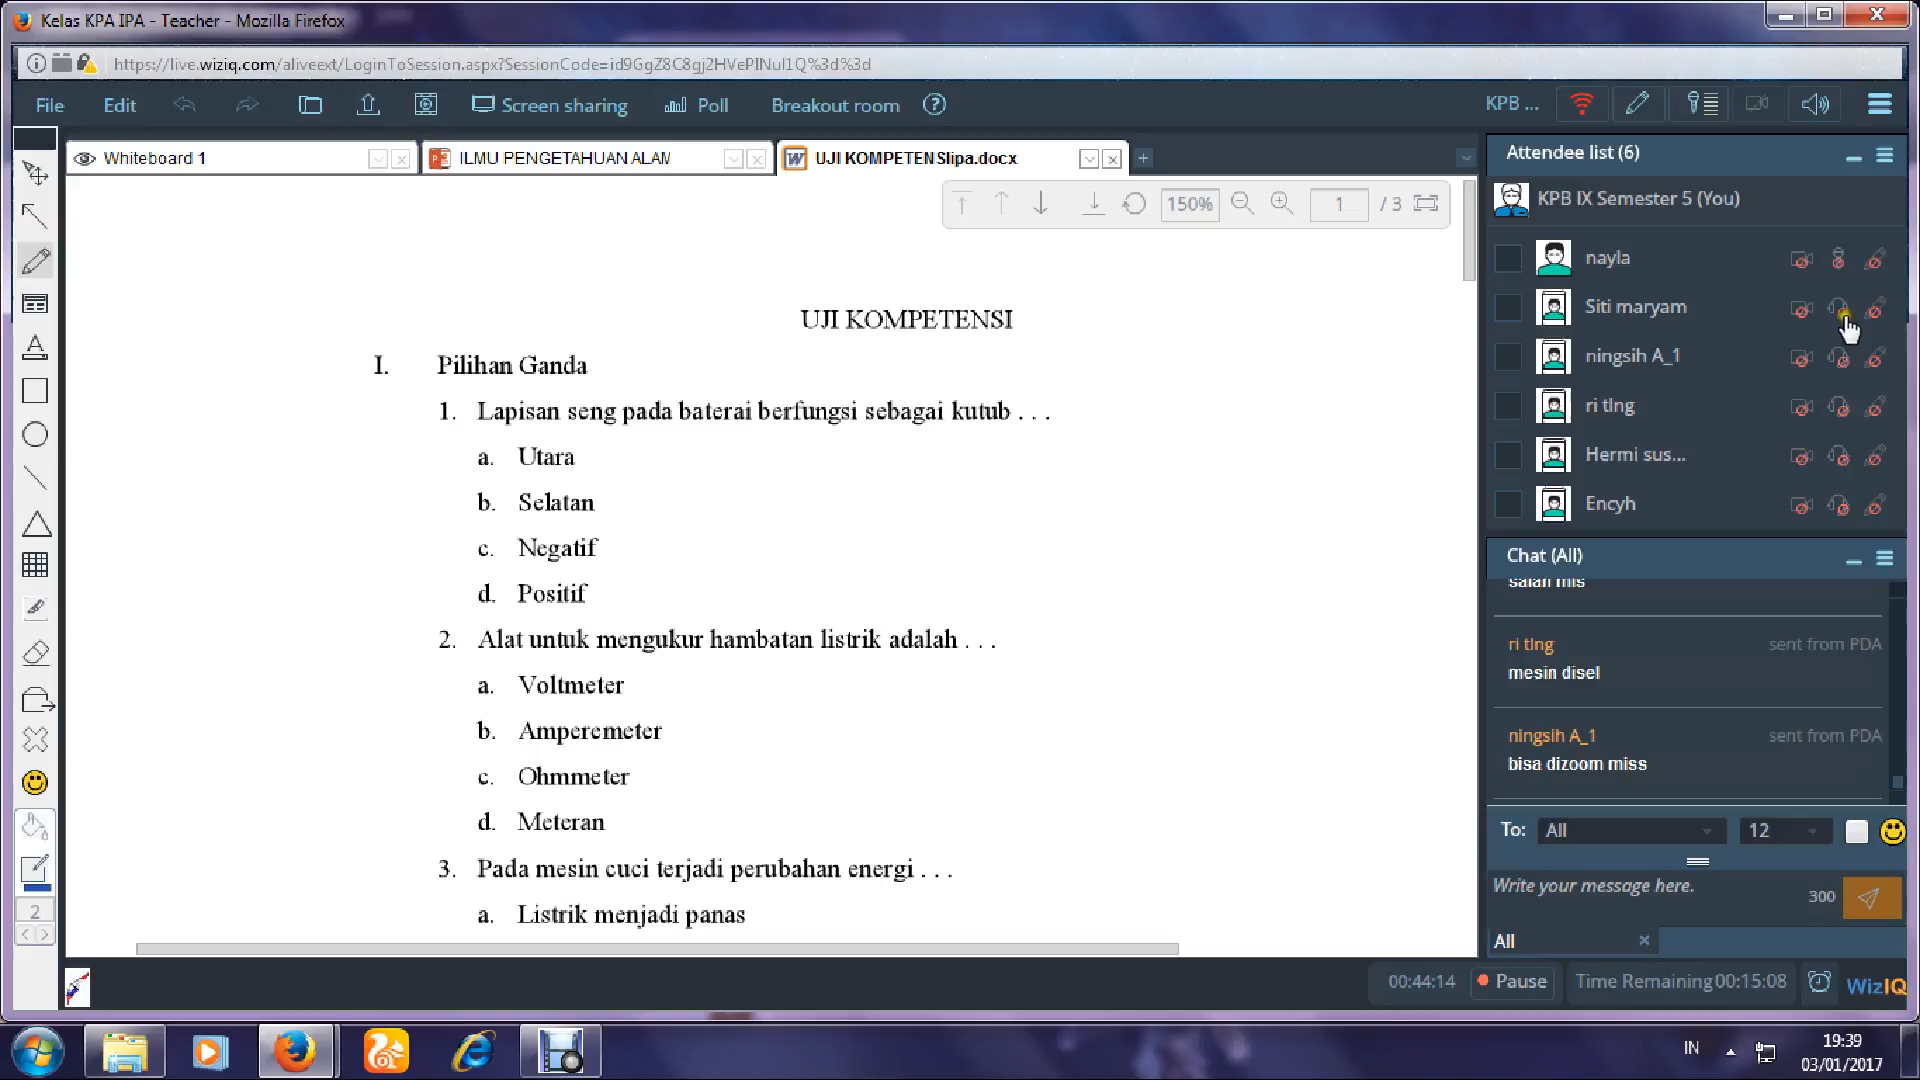 Kelas KPA IPA - Teacher - Mozilla Firefox
https://live.wiziq.com/aliveext/LoginToSession.aspx?SessionCode=id9GgZ8C8gj2HVePINul1Q%3d%3d
File Edit Screen sharing Poll Breakout room KPB ...
Whiteboard 1
ILMU PENGETAHUAN ALAM
UJI KOMPETENSIipa.docx
150% 1 / 3
UJI KOMPETENSI
I. Pilihan Ganda
1. Lapisan seng pada baterai berfungsi sebagai kutub . . .
a. Utara
b. Selatan
c. Negatif
d. Positif
2. Alat untuk mengukur hambatan listrik adalah . . .
a. Voltmeter
b. Amperemeter
c. Ohmmeter
d. Meteran
3. Pada mesin cuci terjadi perubahan energi . . .
a. Listrik menjadi panas
2
Attendee list (6)
KPB IX Semester 5 (You)
nayla
Siti maryam
ningsih A_1
ri tIng
Hermi sus...
Encyh
Chat (All)
salah mis
ri tIng sent from PDA
mesin disel
ningsih A_1 sent from PDA
bisa dizoom miss
To: All 12
Write your message here. 300
All
00:44:14 Pause Time Remaining 00:15:08 WizIQ
IN 19:39
03/01/2017